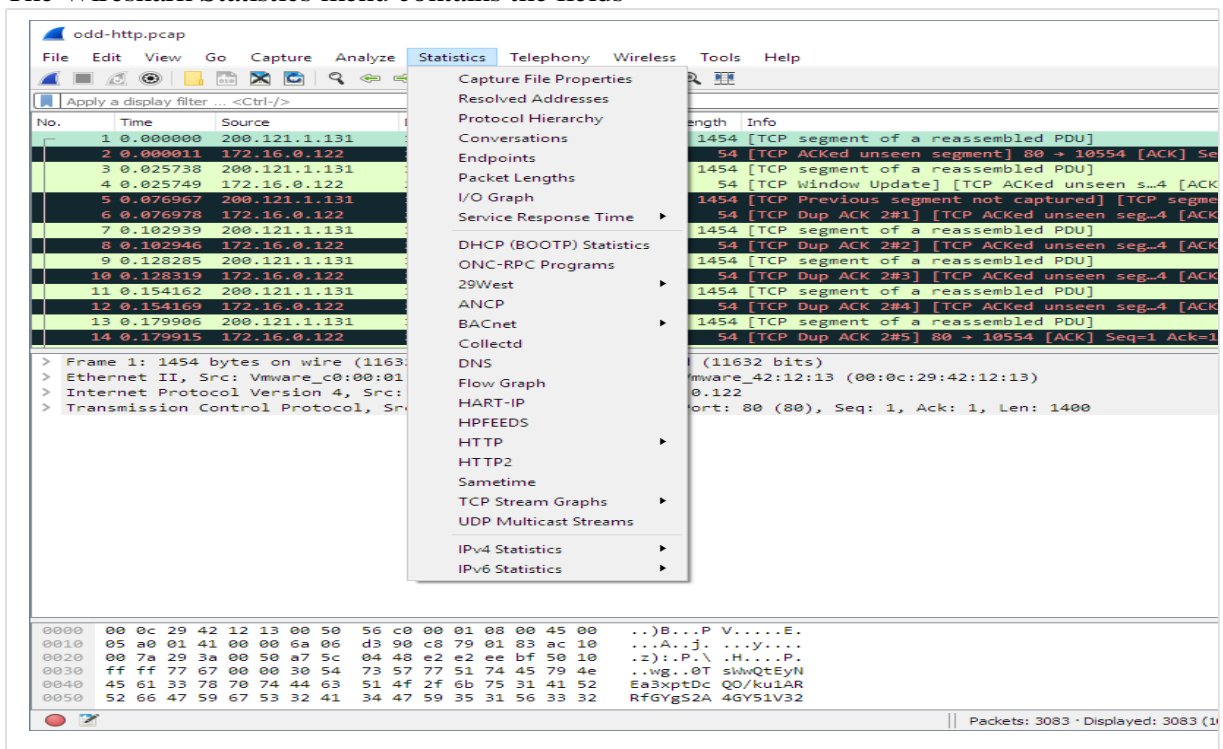 The Wireshark Statistics menu contains the fields
odd-http.pcap
File Edit View Go Capture Analyze Statistics Telephony Wireless Tools Help
Apply a display filter ... <Ctrl-/>
Capture File Properties
Resolved Addresses
Protocol Hierarchy
Conversations
Endpoints
Packet Lengths
I/O Graph
Service Response Time
DHCP (BOOTP) Statistics
ONC-RPC Programs
29West
ANCP
BACnet
Collectd
DNS
Flow Graph
HART-IP
HPFEEDS
HTTP
HTTP2
Sametime
TCP Stream Graphs
UDP Multicast Streams
IPv4 Statistics
IPv6 Statistics
No. Time Source ength Info
1 0.000000 200.121.1.131 1454 [TCP segment of a reassembled PDU]
2 0.000011 172.16.0.122 54 [TCP ACKed unseen segment] 80 → 10554 [ACK] Se
3 0.025738 200.121.1.131 1454 [TCP segment of a reassembled PDU]
4 0.025749 172.16.0.122 54 [TCP Window Update] [TCP ACKed unseen s…4 [ACK
5 0.076967 200.121.1.131 1454 [TCP Previous segment not captured] [TCP segme
6 0.076978 172.16.0.122 54 [TCP Dup ACK 2#1] [TCP ACKed unseen seg…4 [ACK
7 0.102939 200.121.1.131 1454 [TCP segment of a reassembled PDU]
8 0.102946 172.16.0.122 54 [TCP Dup ACK 2#2] [TCP ACKed unseen seg…4 [ACK
9 0.128285 200.121.1.131 1454 [TCP segment of a reassembled PDU]
10 0.128319 172.16.0.122 54 [TCP Dup ACK 2#3] [TCP ACKed unseen seg…4 [ACK
11 0.154162 200.121.1.131 1454 [TCP segment of a reassembled PDU]
12 0.154169 172.16.0.122 54 [TCP Dup ACK 2#4] [TCP ACKed unseen seg…4 [ACK
13 0.179906 200.121.1.131 1454 [TCP segment of a reassembled PDU]
14 0.179915 172.16.0.122 54 [TCP Dup ACK 2#5] 80 → 10554 [ACK] Seq=1 Ack=1
> Frame 1: 1454 bytes on wire (1163 (11632 bits)
> Ethernet II, Src: Vmware_c0:00:01 mware_42:12:13 (00:0c:29:42:12:13)
> Internet Protocol Version 4, Src: 0.122
> Transmission Control Protocol, Sr ort: 80 (80), Seq: 1, Ack: 1, Len: 1400
0000 00 0c 29 42 12 13 00 50 56 c0 00 01 08 00 45 00 ..)B...P V.....E.
0010 05 a0 01 41 00 00 6a 06 d3 90 c8 79 01 83 ac 10 ...A..j. ...y....
0020 00 7a 29 3a 00 50 a7 5c 04 48 e2 e2 ee bf 50 10 .z):.P.\ .H....P.
0030 ff ff 77 67 00 00 30 54 73 57 77 51 74 45 79 4e ..wg..0T sWwQtEyN
0040 45 61 33 78 70 74 44 63 51 4f 2f 6b 75 31 41 52 Ea3xptDc QO/ku1AR
0050 52 66 47 59 67 53 32 41 34 47 59 35 31 56 33 32 RfGYgS2A 4GY51V32
Packets: 3083 · Displayed: 3083 (1